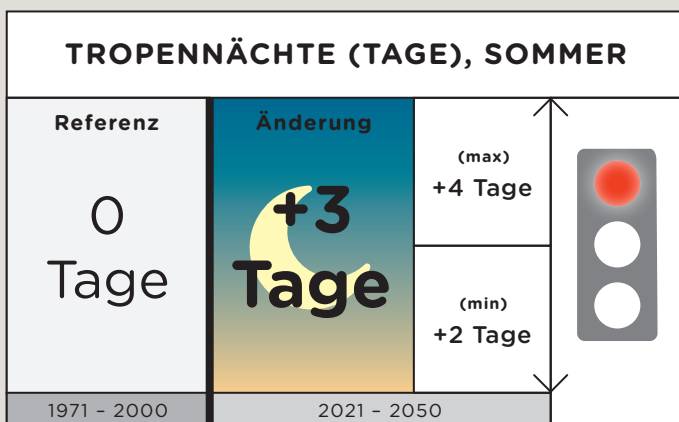 TROPENNÄCHTE (TAGE), SOMMER
Referenz
0
Tage
Änderung
+3
Tage
(max)
+4 Tage
(min)
+2 Tage
1971 – 2000
2021 – 2050